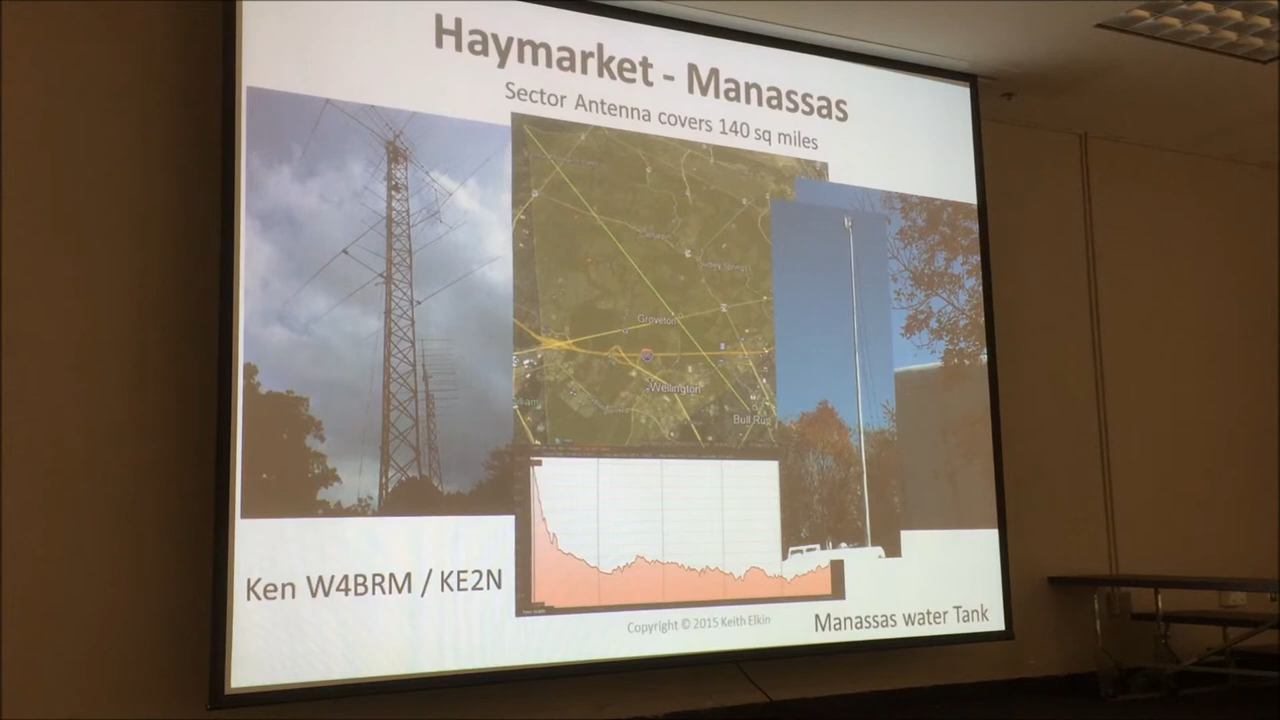 Haymarket - Manassas
Sector Antenna covers 140 sq miles
Groveton
Wellington
Bull Run
Ken W4BRM / KE2N
Copyright © 2015 Keith Elkin
Manassas water Tank